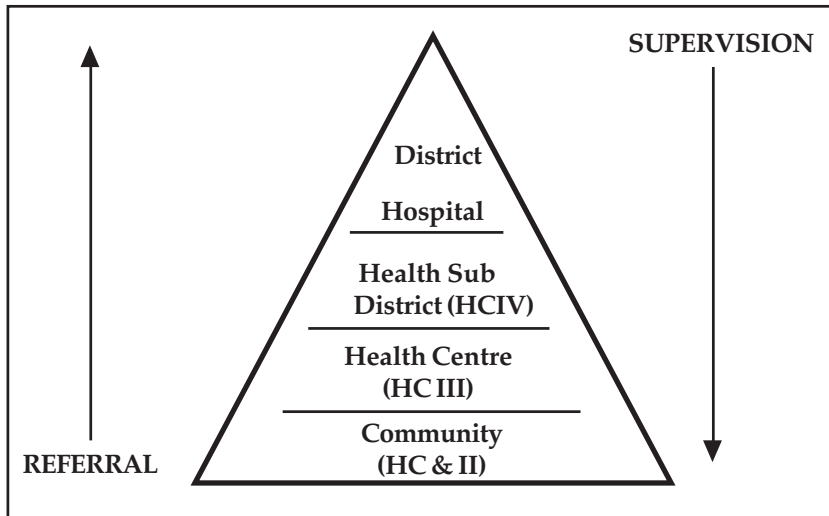 SUPERVISION
District
Hospital
Health Sub
District (HCIV)
Health Centre
(HC III)
Community
(HC & II)
REFERRAL